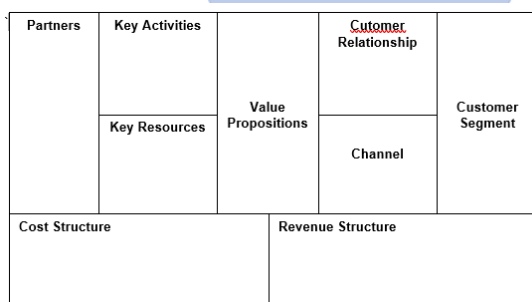 Partners
Key Activities
Cutomer
Relationship
Key Resources
Value
Propositions
Channel
Customer
Segment
Cost Structure
Revenue Structure